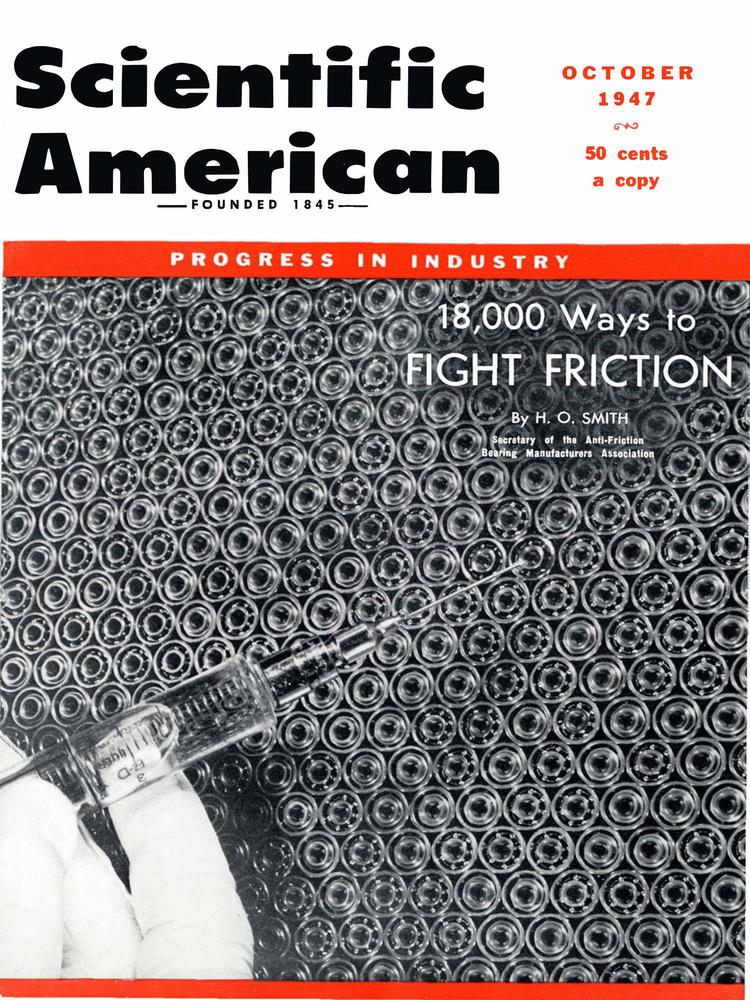 Scientific
American
FOUNDED 1845
OCTOBER
1947
50 cents
a copy
PROGRESS IN INDUSTRY
18,000 Ways to
FIGHT FRICTION
By H. O. SMITH
Secretary of the Anti-Friction
Bearing Manufacturers Association
B-D